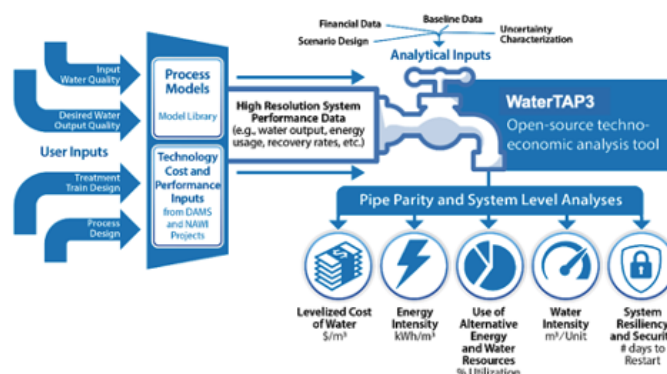 Financial Data
Baseline Data
Scenario Design
Uncertainty
Characterization
Analytical Inputs
Input
Water Quality
Desired Water
Output Quality
User Inputs
Treatment
Train Design
Process
Design
Process
Models
Model Library
Technology
Cost and
Performance
Inputs
from DAMS
and NAWI
Projects
High Resolution System
Performance Data
(e.g., water output, energy
usage, recovery rates, etc.)
WaterTAP3
Open-source techno-
economic analysis tool
Pipe Parity and System Level Analyses
Levelized Cost
of Water
$/m³
Energy
Intensity
kWh/m³
Use of
Alternative
Energy
and Water
Resources
% Utilization
Water
Intensity
m³/Unit
System
Resiliency
and Securit
# days to
Restart